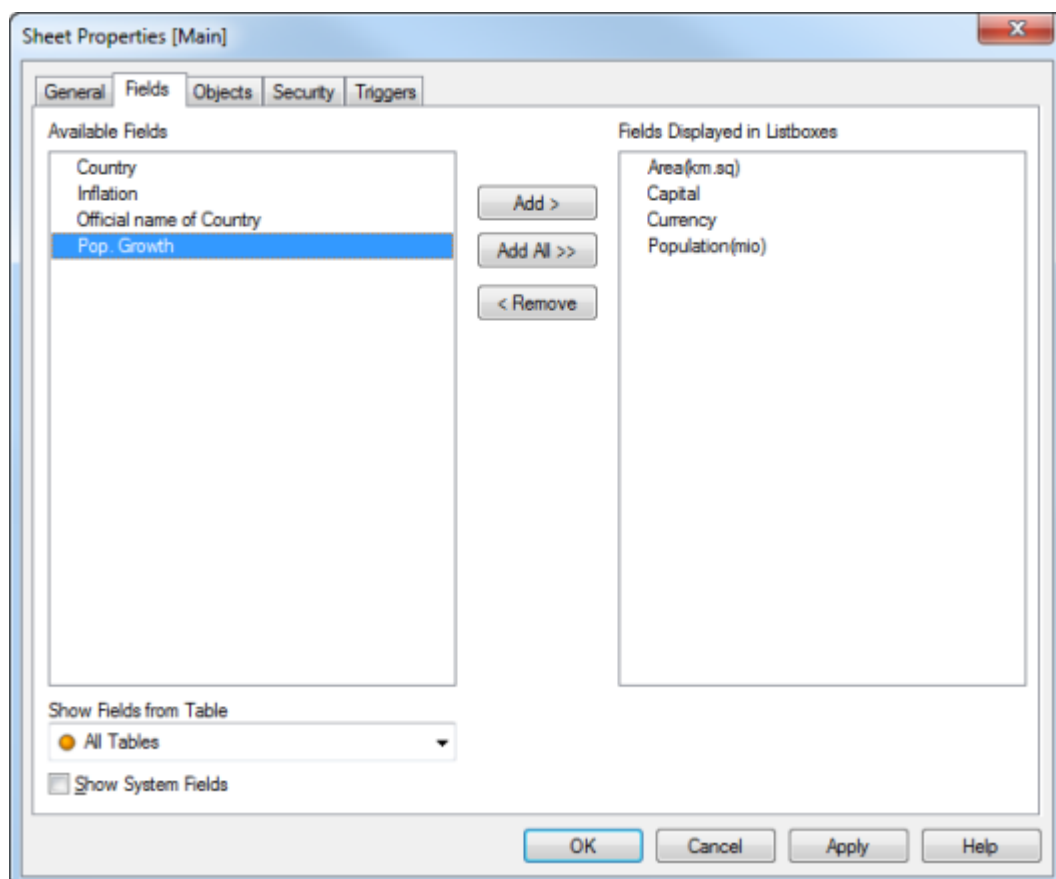 Sheet Properties [Main]
X
General Fields Objects Security Triggers
Available Fields
Country
Inflation
Official name of Country
Pop. Growth
Add >
Add All >>
< Remove
Fields Displayed in Listboxes
Area(km.sq)
Capital
Currency
Population(mio)
Show Fields from Table
All Tables
Show System Fields
OK Cancel Apply Help